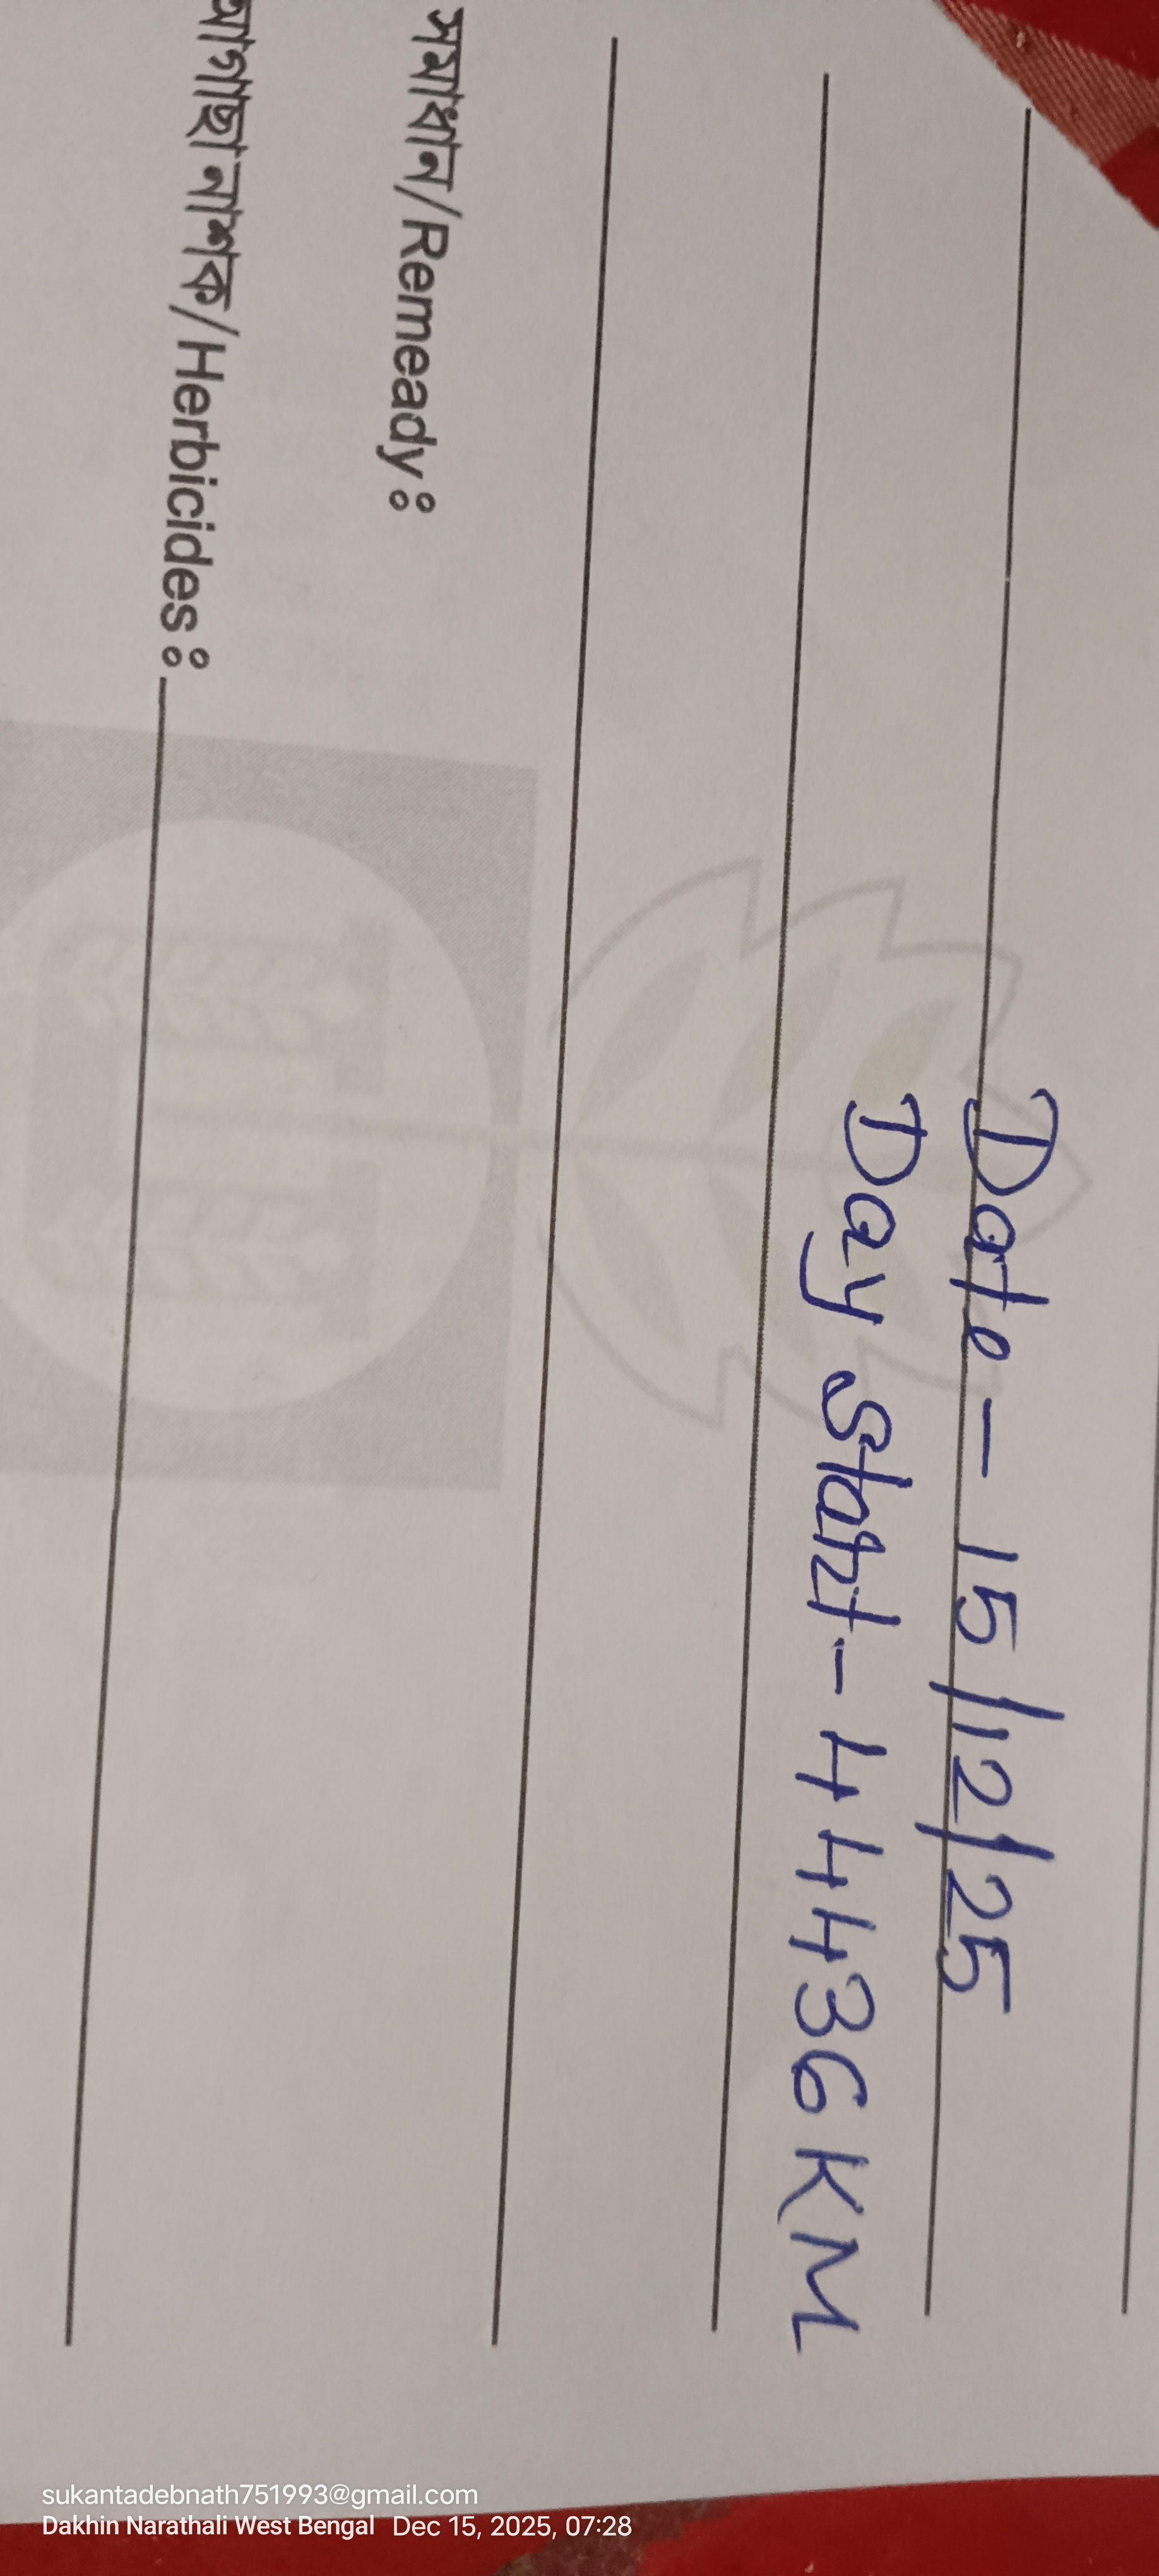 Date - 15/12/25
Day Start - 44436 KM
সমাধান/Remeady ঃ
আগাছা নাশক/Herbicides ঃ
sukantadebnath751993@gmail.com
Dakhin Narathali West Bengal Dec 15, 2025, 07:28